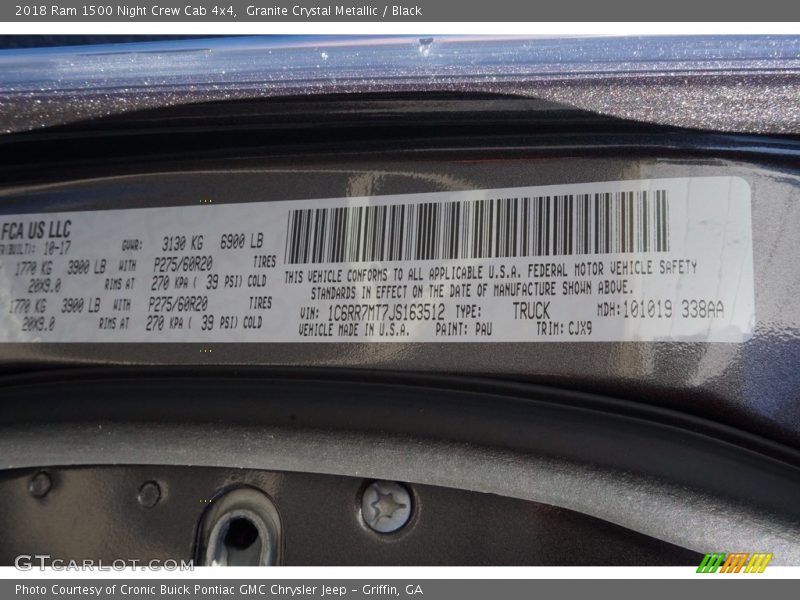 2018 Ram 1500 Night Crew Cab 4x4,  Granite Crystal Metallic / Black
FCA US LLC
(BUILT): 10-17 GVWR: 3130 KG 6900 LB
1770 KG 3900 LB WITH P275/60R20 TIRES
20X9.0 RIMS AT 270 KPA ( 39 PSI) COLD
1770 KG 3900 LB WITH P275/60R20 TIRES
20X9.0 RIMS AT 270 KPA ( 39 PSI) COLD
THIS VEHICLE CONFORMS TO ALL APPLICABLE U.S.A. FEDERAL MOTOR VEHICLE SAFETY
STANDARDS IN EFFECT ON THE DATE OF MANUFACTURE SHOWN ABOVE.
VIN: 1C6RR7MT7JS163512 TYPE: TRUCK MDH:101019 338AA
VEHICLE MADE IN U.S.A. PAINT: PAU TRIM: CJX9
GTCARLOT.COM
Photo Courtesy of Cronic Buick Pontiac GMC Chrysler Jeep - Griffin, GA